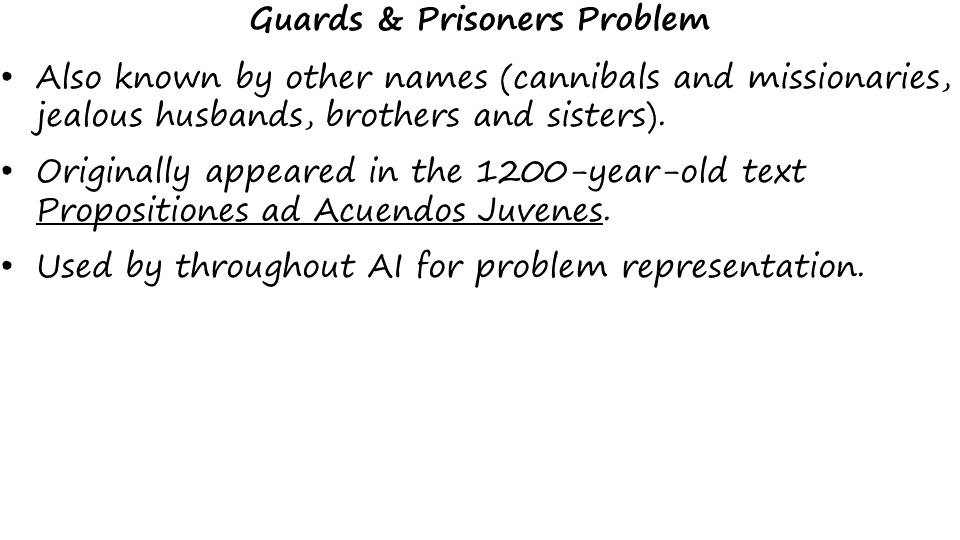 Guards & Prisoners Problem
• Also known by other names (cannibals and missionaries,
jealous husbands, brothers and sisters).
• Originally appeared in the 1200-year-old text
Propositiones ad Acuendos Juvenes.
• Used by throughout AI for problem representation.